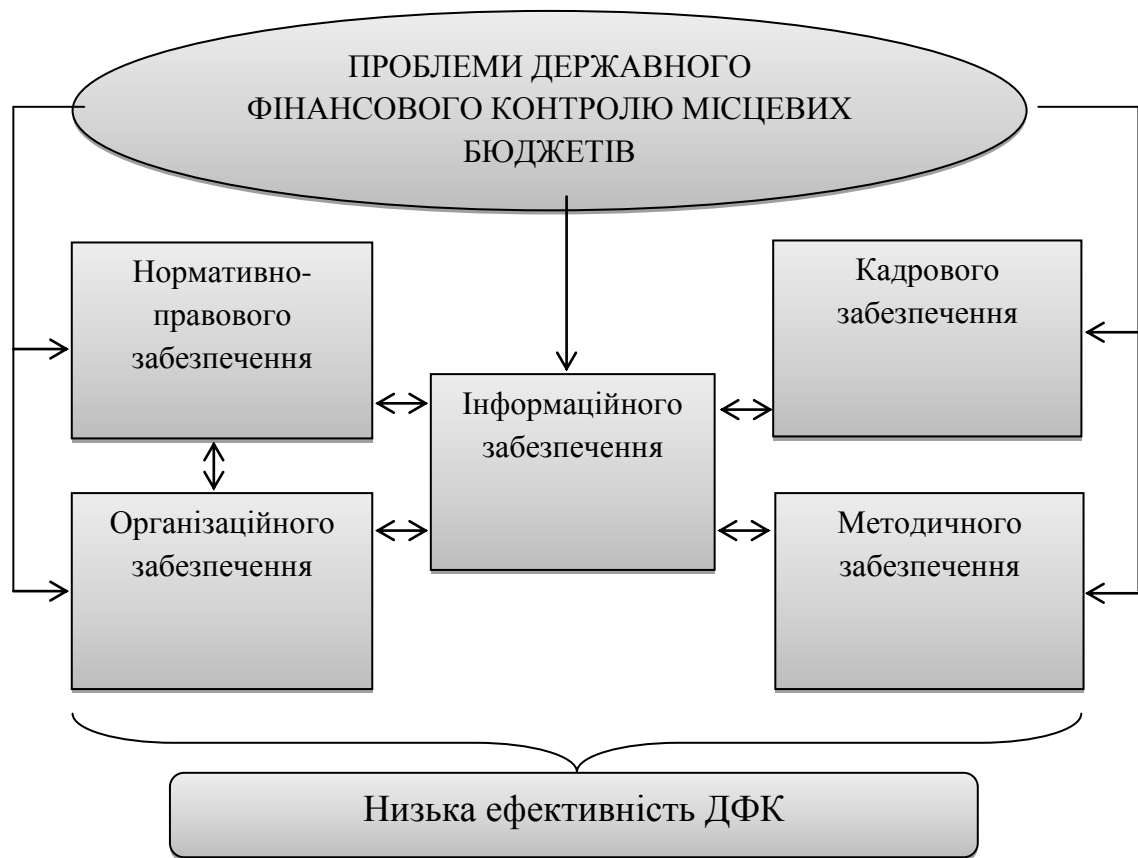 ПРОБЛЕМИ ДЕРЖАВНОГО
ФІНАНСОВОГО КОНТРОЛЮ МІСЦЕВИХ
БЮДЖЕТІВ
Нормативно-
правового
забезпечення
Кадрового
забезпечення
Інформаційного
забезпечення
Організаційного
забезпечення
Методичного
забезпечення
Низька ефективність ДФК